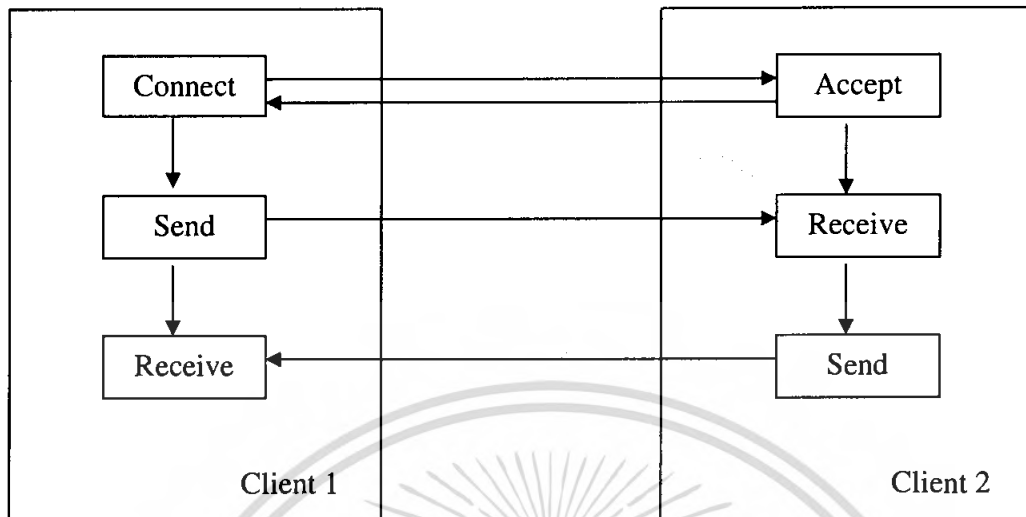 Connect
Accept
Send
Receive
Receive
Send
Client 1
Client 2